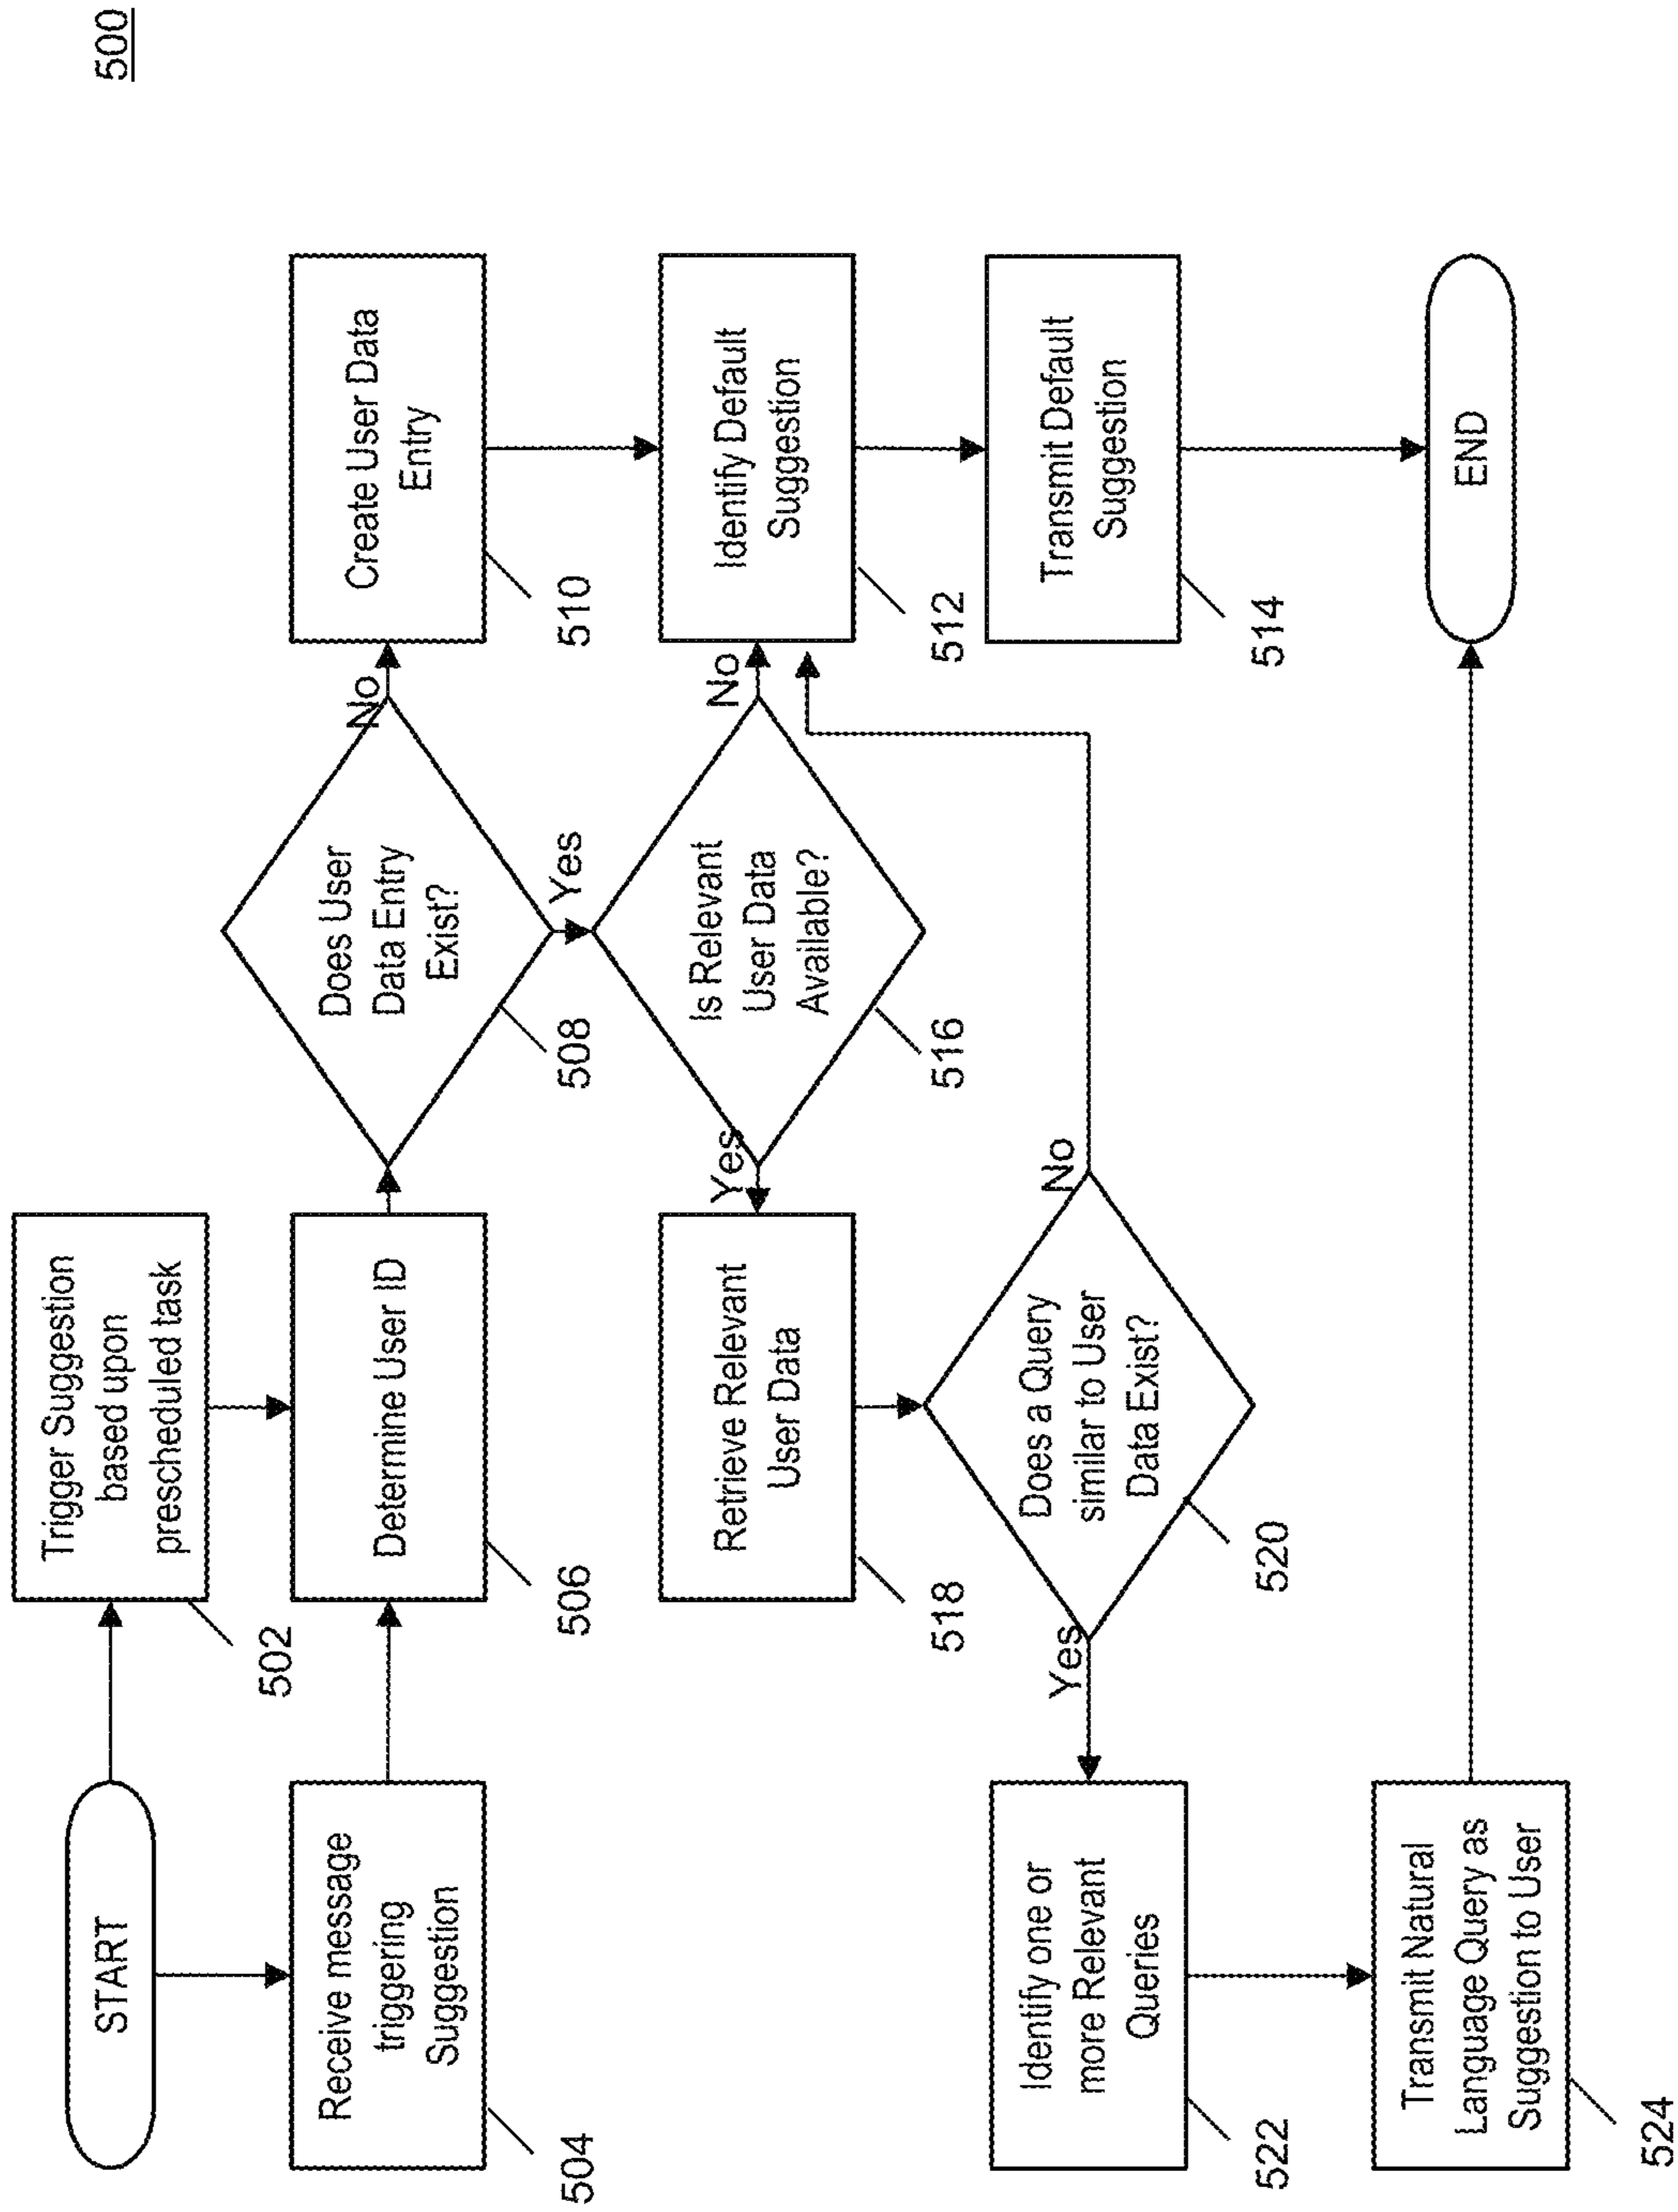 500
START
Trigger Suggestion
based upon
prescheduled task
502
Receive message
triggering
Suggestion
504
Determine User ID
506
Does User
Data Entry
Exist?
508
No
Create User Data
Entry
510
Yes
Is Relevant
User Data
Available?
516
No
Identify Default
Suggestion
512
Transmit Default
Suggestion
514
Yes
Retrieve Relevant
User Data
518
Does a Query
similar to User
Data Exist?
520
No
Yes
Identify one or
more Relevant
Queries
522
Transmit Natural
Language Query as
Suggestion to User
524
END